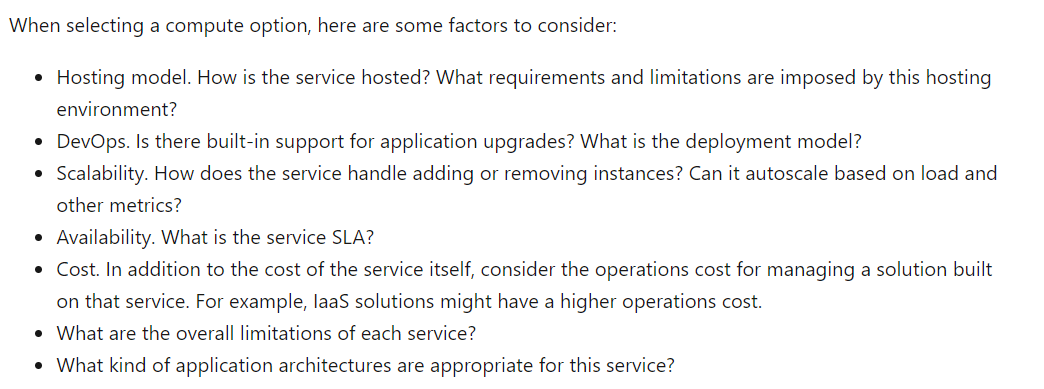 When selecting a compute option, here are some factors to consider:
• Hosting model. How is the service hosted? What requirements and limitations are imposed by this hosting
environment?
• DevOps. Is there built-in support for application upgrades? What is the deployment model?
• Scalability. How does the service handle adding or removing instances? Can it autoscale based on load and
other metrics?
• Availability. What is the service SLA?
• Cost. In addition to the cost of the service itself, consider the operations cost for managing a solution built
on that service. For example, IaaS solutions might have a higher operations cost.
• What are the overall limitations of each service?
• What kind of application architectures are appropriate for this service?